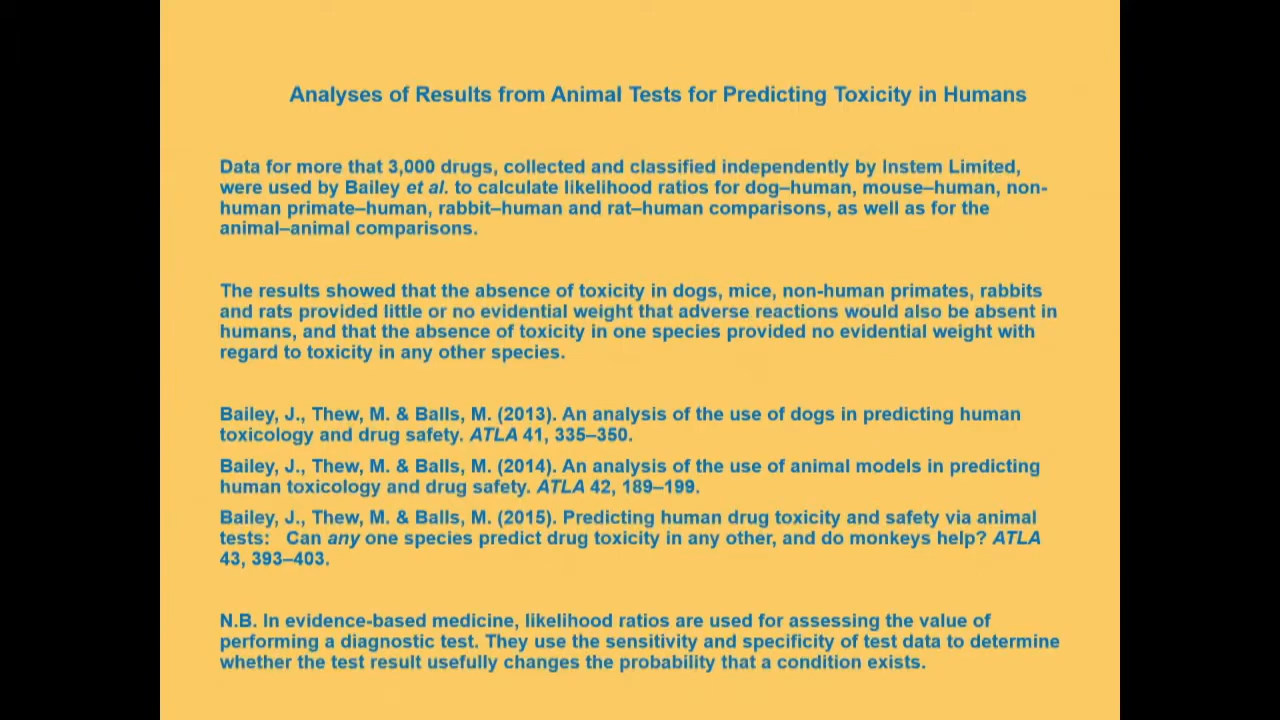 Analyses of Results from Animal Tests for Predicting Toxicity in Humans
Data for more that 3,000 drugs, collected and classified independently by Instem Limited,
were used by Bailey et al. to calculate likelihood ratios for dog–human, mouse–human, non-
human primate–human, rabbit–human and rat–human comparisons, as well as for the
animal–animal comparisons.
The results showed that the absence of toxicity in dogs, mice, non-human primates, rabbits
and rats provided little or no evidential weight that adverse reactions would also be absent in
humans, and that the absence of toxicity in one species provided no evidential weight with
regard to toxicity in any other species.
Bailey, J., Thew, M. & Balls, M. (2013). An analysis of the use of dogs in predicting human
toxicology and drug safety. ATLA 41, 335–350.
Bailey, J., Thew, M. & Balls, M. (2014). An analysis of the use of animal models in predicting
human toxicology and drug safety. ATLA 42, 189–199.
Bailey, J., Thew, M. & Balls, M. (2015). Predicting human drug toxicity and safety via animal
tests: Can any one species predict drug toxicity in any other, and do monkeys help? ATLA
43, 393–403.
N.B. In evidence-based medicine, likelihood ratios are used for assessing the value of
performing a diagnostic test. They use the sensitivity and specificity of test data to determine
whether the test result usefully changes the probability that a condition exists.